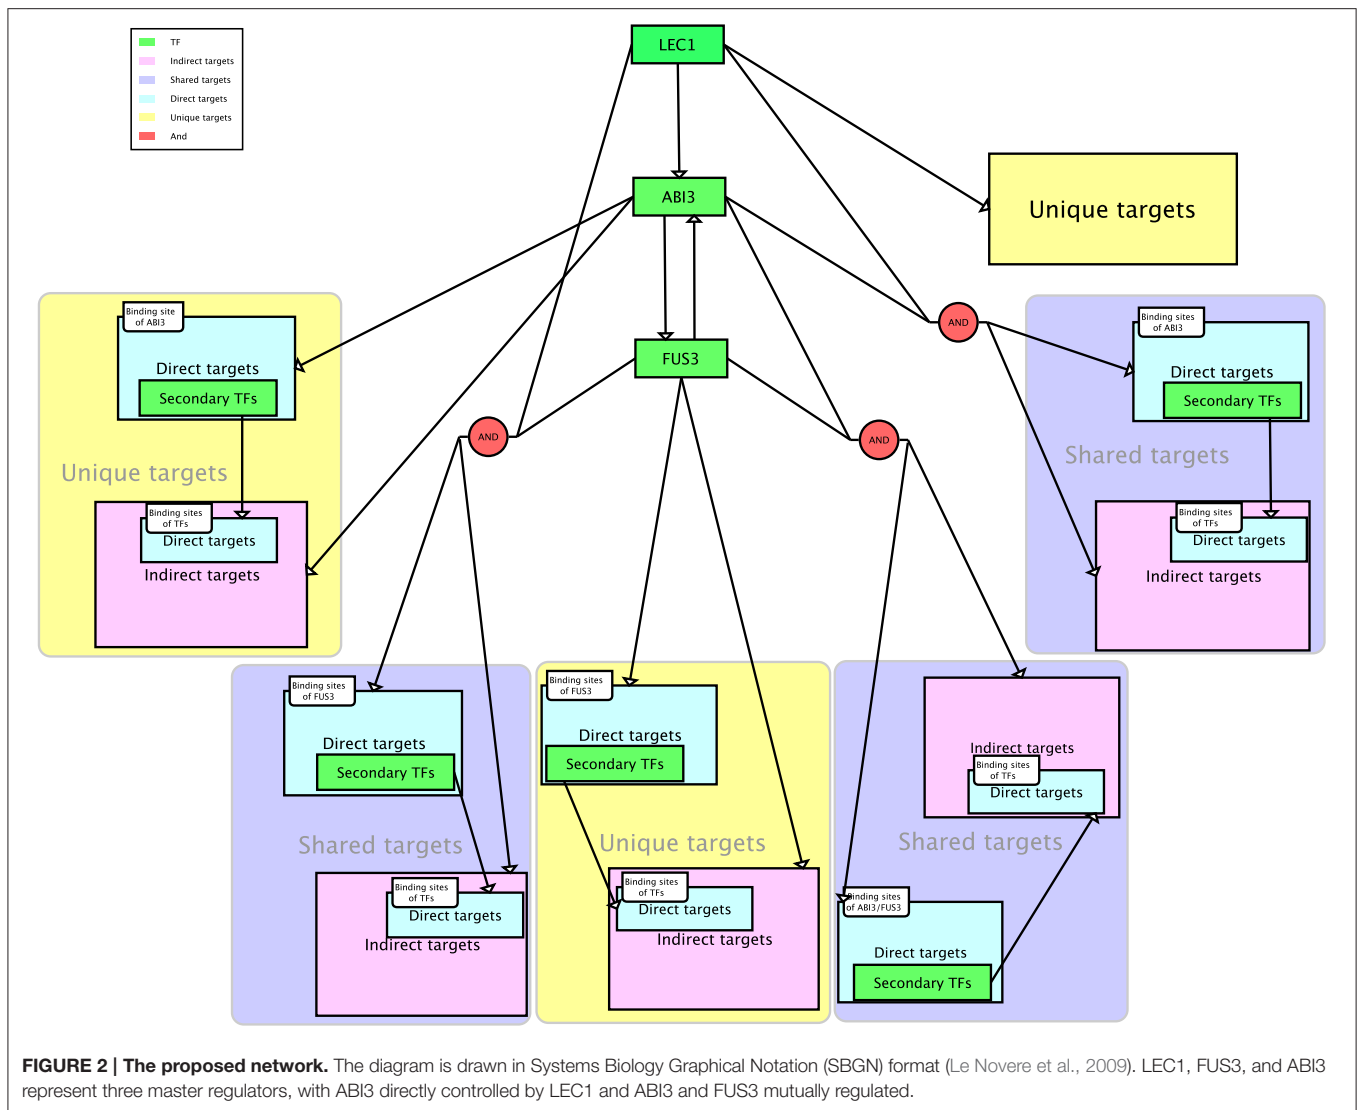 TF
Indirect targets
Shared targets
Direct targets
Unique targets
And
LEC1
ABI3
FUS3
Unique targets
AND
AND
AND
Binding site
of ABI3
Direct targets
Secondary TFs
Unique targets
Binding sites
of TFs
Direct targets
Indirect targets
Binding sites
of ABI3
Direct targets
Secondary TFs
Shared targets
Binding sites
of TFs
Direct targets
Indirect targets
Binding sites
of FUS3
Direct targets
Secondary TFs
Shared targets
Binding sites
of TFs
Direct targets
Indirect targets
Binding sites
of FUS3
Direct targets
Secondary TFs
Unique targets
Binding sites
of TFs
Direct targets
Indirect targets
Indirect targets
Binding sites
of TFs
Direct targets
Shared targets
Binding sites
of ABI3/FUS3
Direct targets
Secondary TFs
FIGURE 2 | The proposed network. The diagram is drawn in Systems Biology Graphical Notation (SBGN) format (Le Novere et al., 2009). LEC1, FUS3, and ABI3
represent three master regulators, with ABI3 directly controlled by LEC1 and ABI3 and FUS3 mutually regulated.